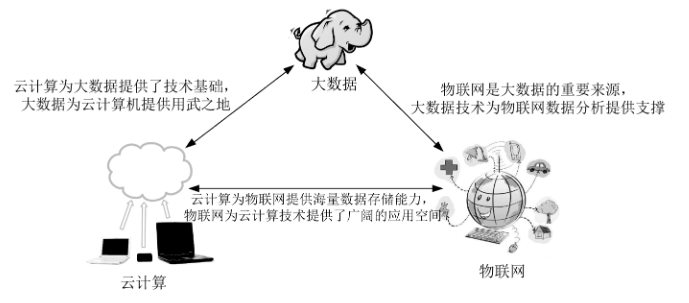 大数据
云计算为大数据提供了技术基础，
大数据为云计算机提供用武之地
物联网是大数据的重要来源，
大数据技术为物联网数据分析提供支撑
云计算为物联网提供海量数据存储能力，
物联网为云计算技术提供了广阔的应用空间
云计算
物联网